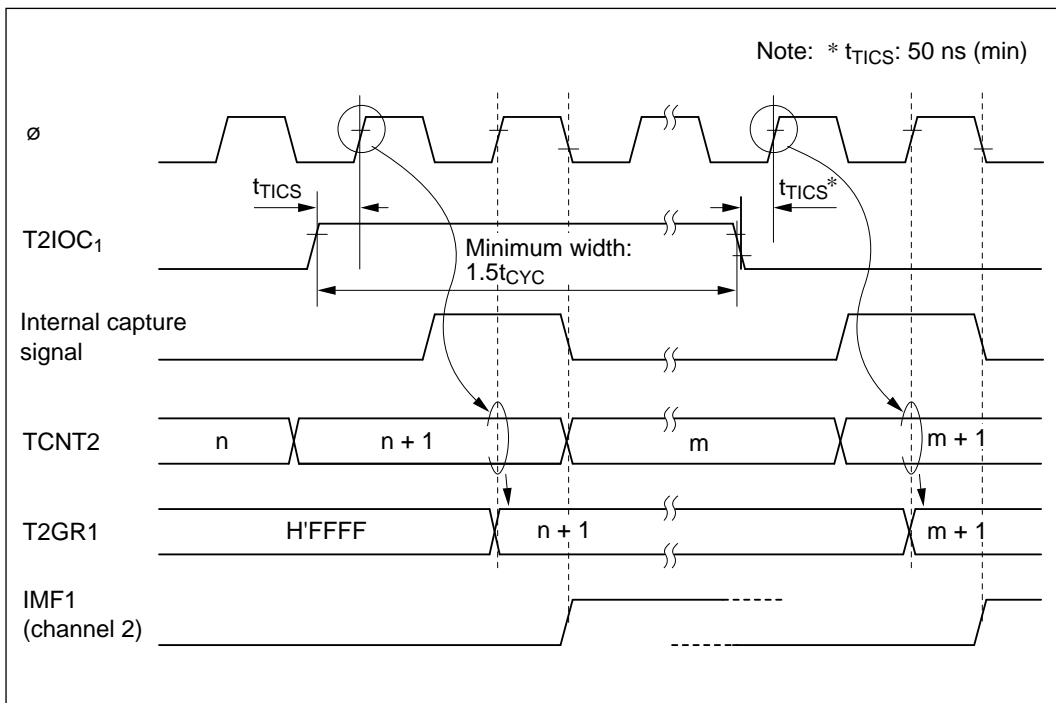 Note: * tTICS: 50 ns (min)
ø
tTICS
tTICS*
T2IOC1
Minimum width:
1.5tCYC
Internal capture
signal
TCNT2
n
n + 1
m
m + 1
T2GR1
H'FFFF
n + 1
m + 1
IMF1
(channel 2)